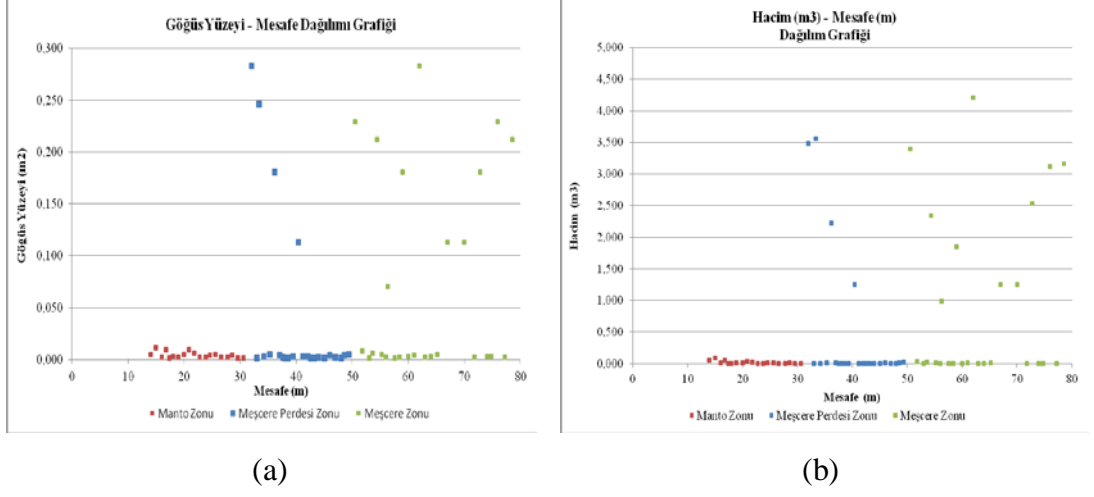 Göğüs Yüzeyi - Mesafe Dağılımı Grafiği
Göğüs Yüzeyi (m2)
0,300
0,250
0,200
0,150
0,100
0,050
0,000
0 10 20 30 40 50 60 70 80
Mesafe (m)
Manto Zonu Meşcere Perdesi Zonu Meşcere Zonu
(a)
Hacim (m3) - Mesafe (m)
Dağılım Grafiği
Hacim (m3)
5,000
4,500
4,000
3,500
3,000
2,500
2,000
1,500
1,000
0,500
0,000
0 10 20 30 40 50 60 70 80
Mesafe (m)
Manto Zonu Meşcere Perdesi Zonu Meşcere Zonu
(b)